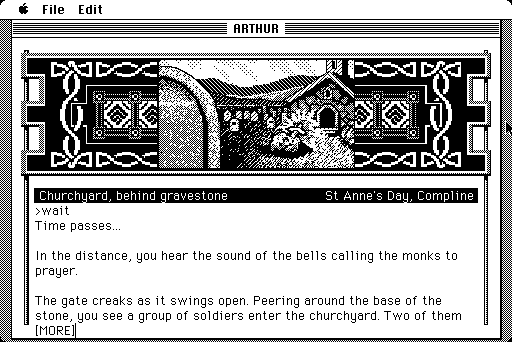 File Edit
ARTHUR
Churchyard, behind gravestone St Anne's Day, Compline
>wait
Time passes...
In the distance, you hear the sound of the bells calling the monks to
prayer.
The gate creaks as it swings open. Peering around the base of the
stone, you see a group of soldiers enter the churchyard. Two of them
[MORE]